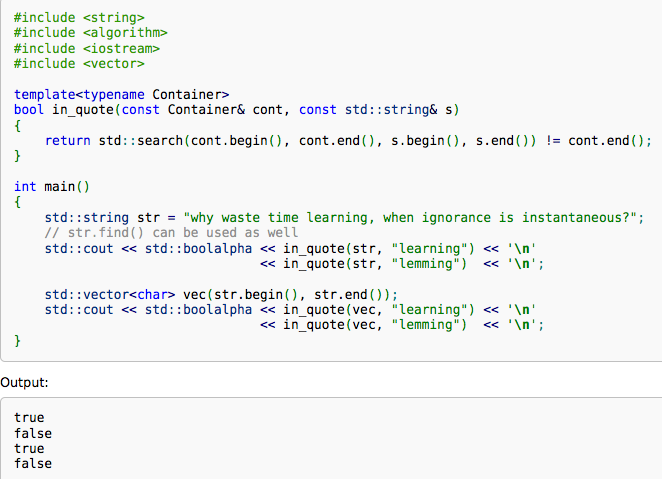 #include <string>
#include <algorithm>
#include <iostream>
#include <vector>

template<typename Container>
bool in_quote(const Container& cont, const std::string& s)
{
    return std::search(cont.begin(), cont.end(), s.begin(), s.end()) != cont.end();
}

int main()
{
    std::string str = "why waste time learning, when ignorance is instantaneous?";
    // str.find() can be used as well
    std::cout << std::boolalpha << in_quote(str, "learning") << '\n'
                                << in_quote(str, "lemming")  << '\n';

    std::vector<char> vec(str.begin(), str.end());
    std::cout << std::boolalpha << in_quote(vec, "learning") << '\n'
                                << in_quote(vec, "lemming")  << '\n';
}
Output:
true
false
true
false